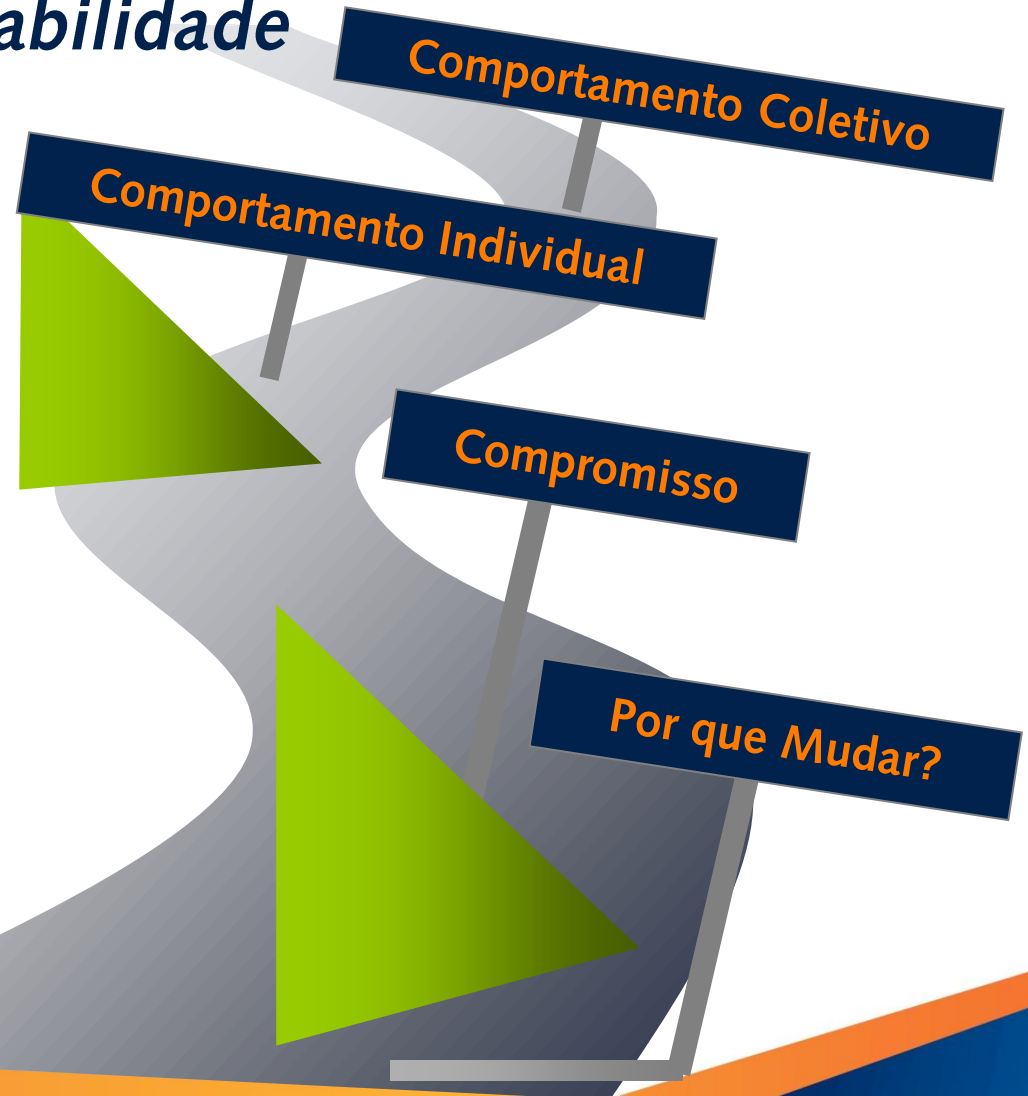 abilidade
Comportamento Coletivo
Comportamento Individual
Compromisso
Por que Mudar?